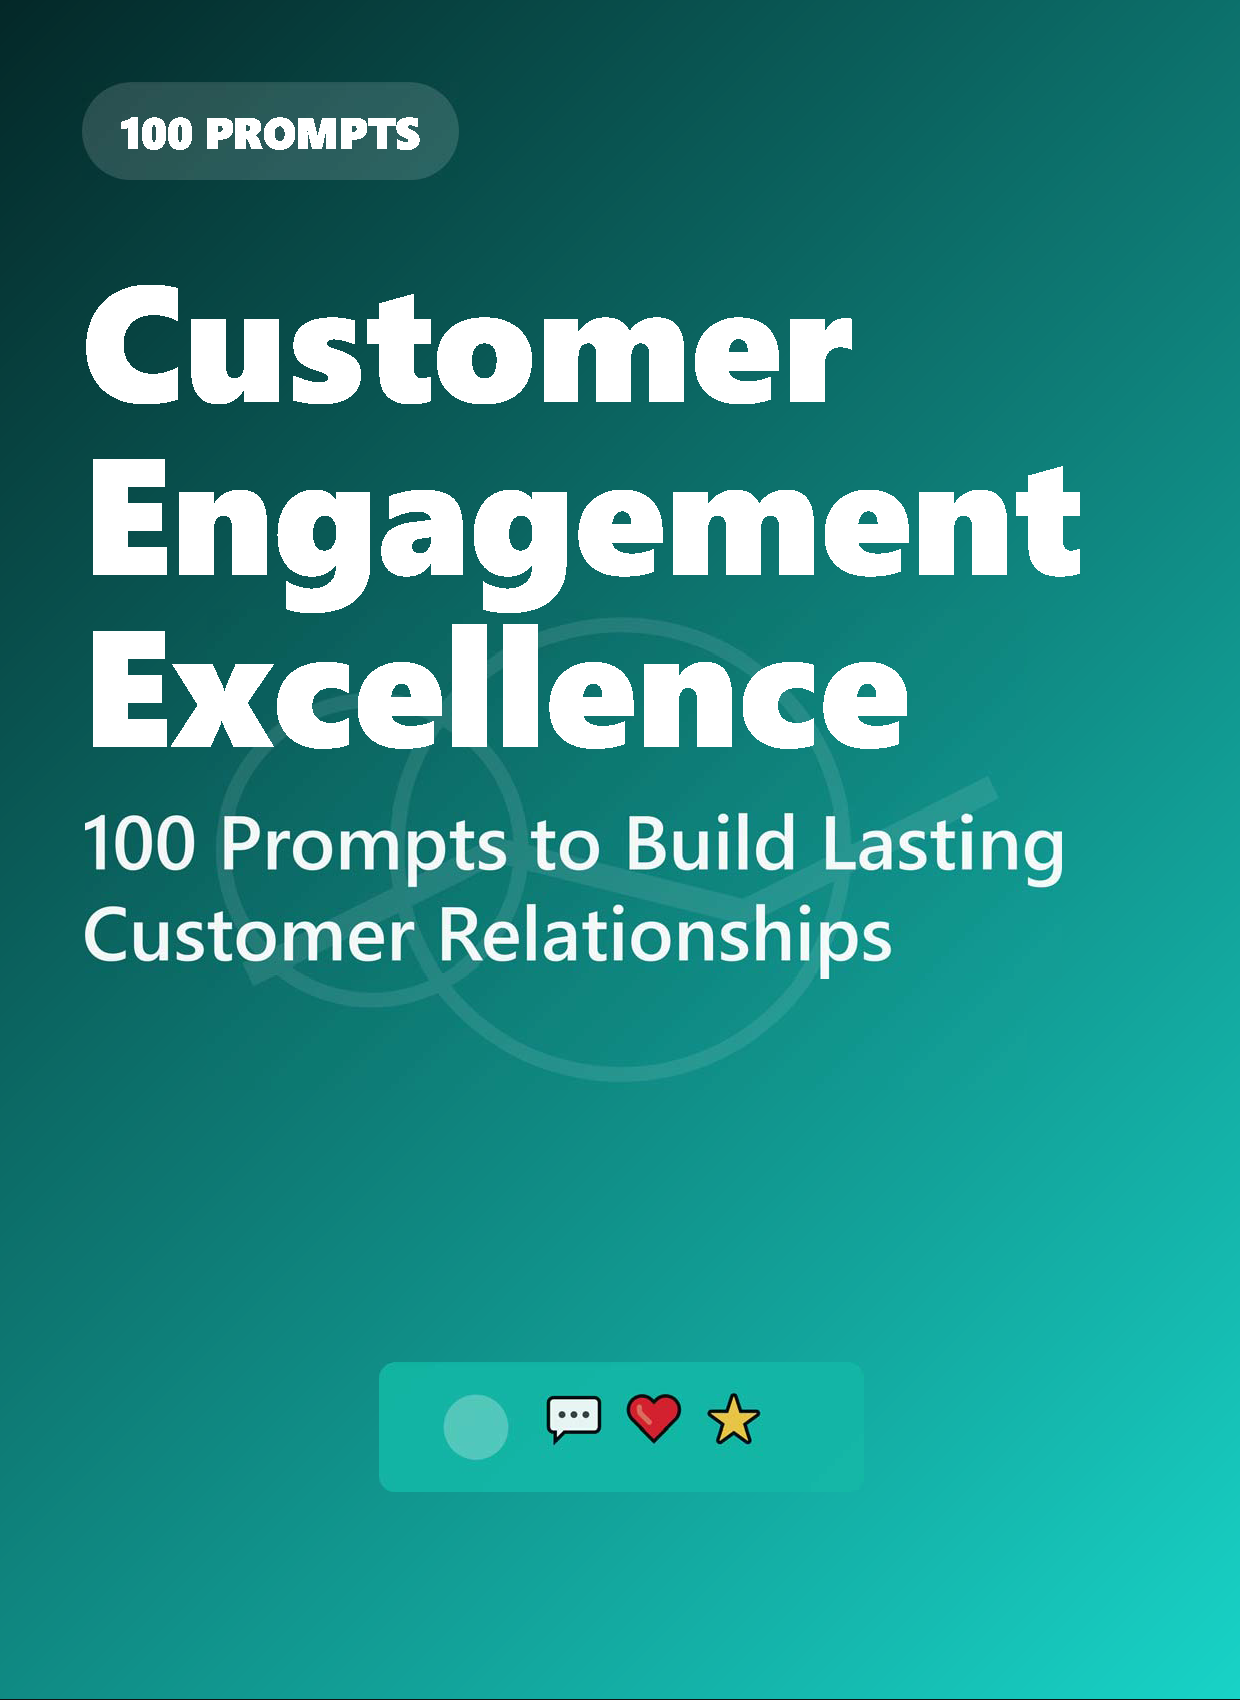 100 PROMPTS
Customer
Engagement
Excellence
100 Prompts to Build Lasting
Customer Relationships